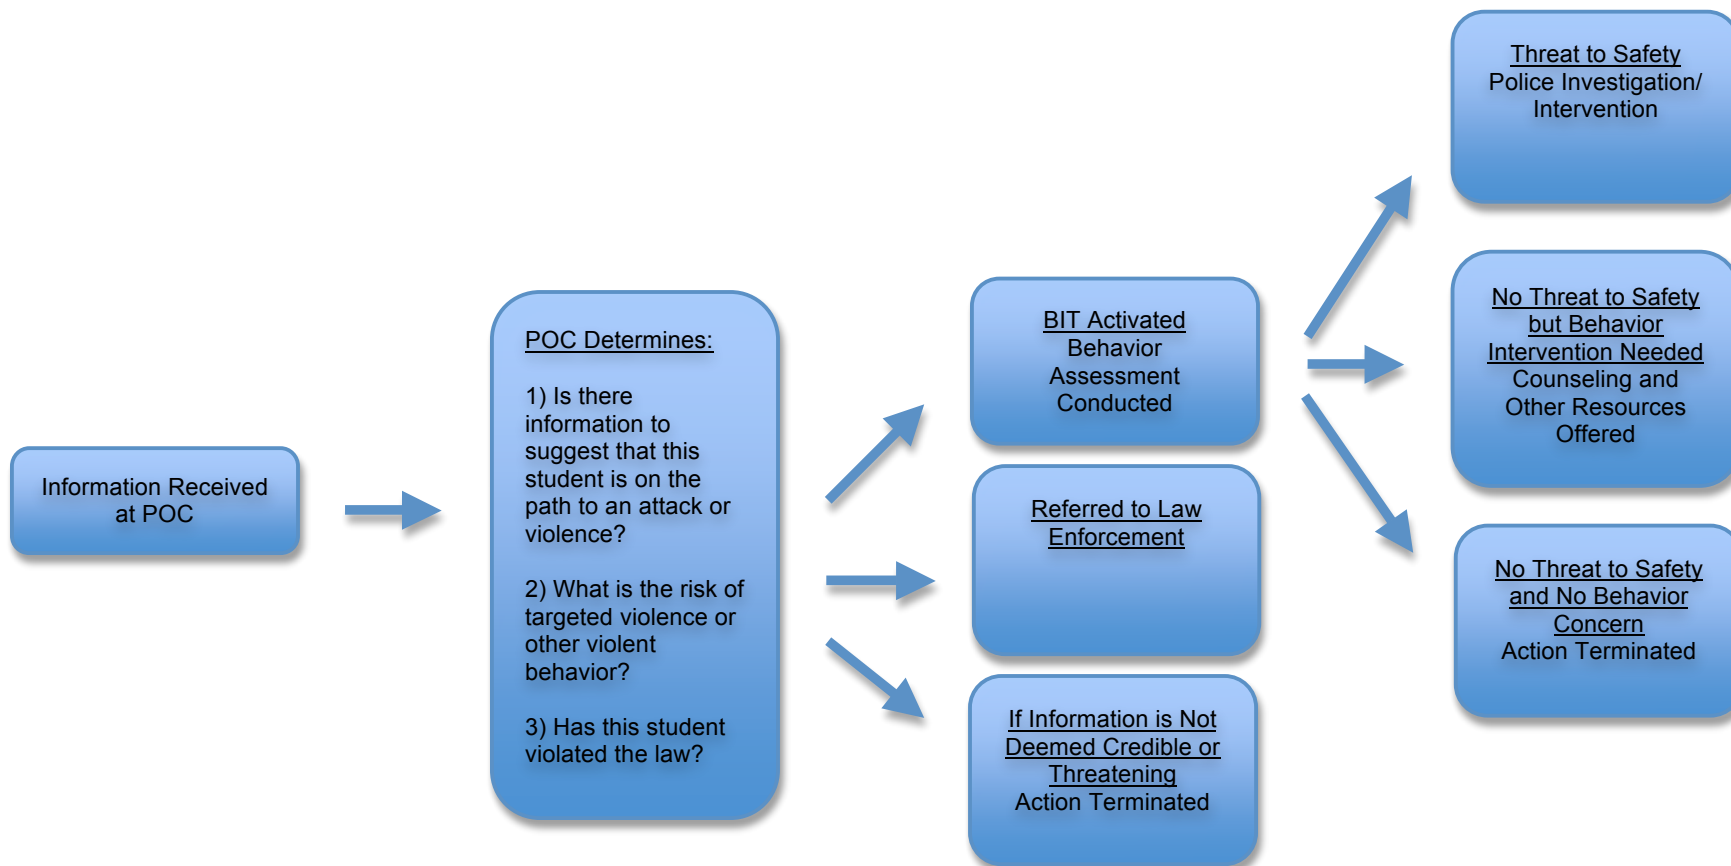 Information Received
at POC
POC Determines:
1) Is there
information to
suggest that this
student is on the
path to an attack or
violence?
2) What is the risk of
targeted violence or
other violent
behavior?
3) Has this student
violated the law?
BIT Activated
Behavior
Assessment
Conducted
Referred to Law
Enforcement
If Information is Not
Deemed Credible or
Threatening
Action Terminated
Threat to Safety
Police Investigation/
Intervention
No Threat to Safety
but Behavior
Intervention Needed
Counseling and
Other Resources
Offered
No Threat to Safety
and No Behavior
Concern
Action Terminated